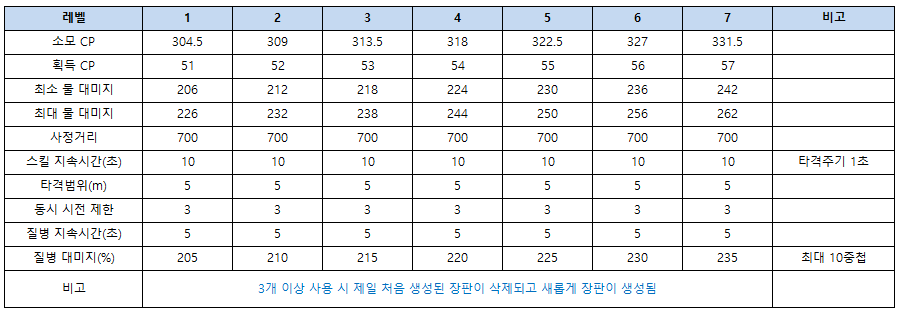 레벨 1 2 3 4 5 6 7 비고
소모 CP 304.5 309 313.5 318 322.5 327 331.5
획득 CP 51 52 53 54 55 56 57
최소 물 대미지 206 212 218 224 230 236 242
최대 물 대미지 226 232 238 244 250 256 262
사정거리 700 700 700 700 700 700 700
스킬 지속시간(초) 10 10 10 10 10 10 10 타격주기 1초
타격범위(m) 5 5 5 5 5 5 5
동시 시전 제한 3 3 3 3 3 3 3
질병 지속시간(초) 5 5 5 5 5 5 5
질병 대미지(%) 205 210 215 220 225 230 235 최대 10중첩
비고 3개 이상 사용 시 제일 처음 생성된 장판이 삭제되고 새롭게 장판이 생성됨